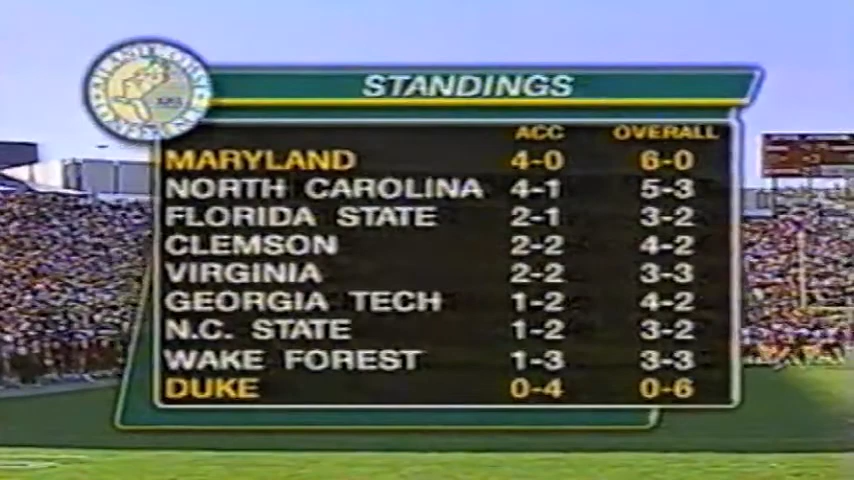 STANDINGS
ACC OVERALL
MARYLAND 4-0 6-0
NORTH CAROLINA 4-1 5-3
FLORIDA STATE 2-1 3-2
CLEMSON 2-2 4-2
VIRGINIA 2-2 3-3
GEORGIA TECH 1-2 4-2
N.C. STATE 1-2 3-2
WAKE FOREST 1-3 3-3
DUKE 0-4 0-6